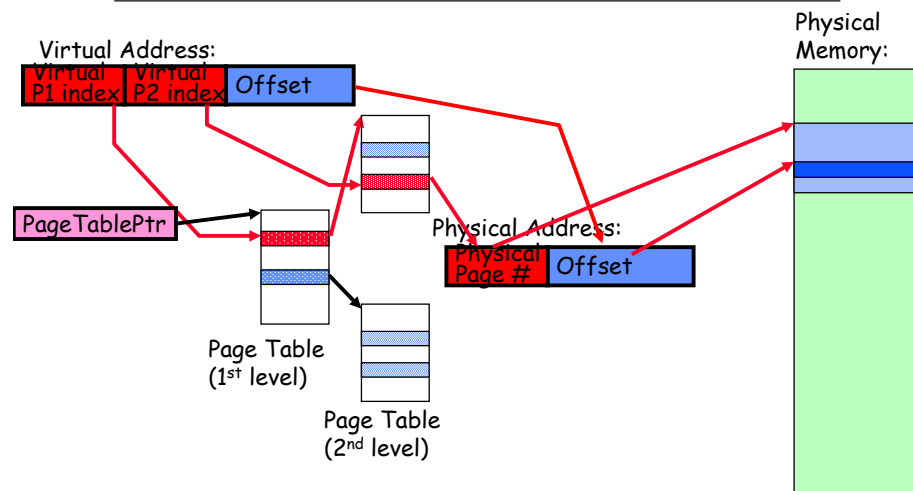 Physical
Memory:
Virtual Address:
Virtual
P1 index
Virtual
P2 index
Offset
PageTablePtr
Physical Address:
Physical
Page #
Offset
Page Table
(1st level)
Page Table
(2nd level)